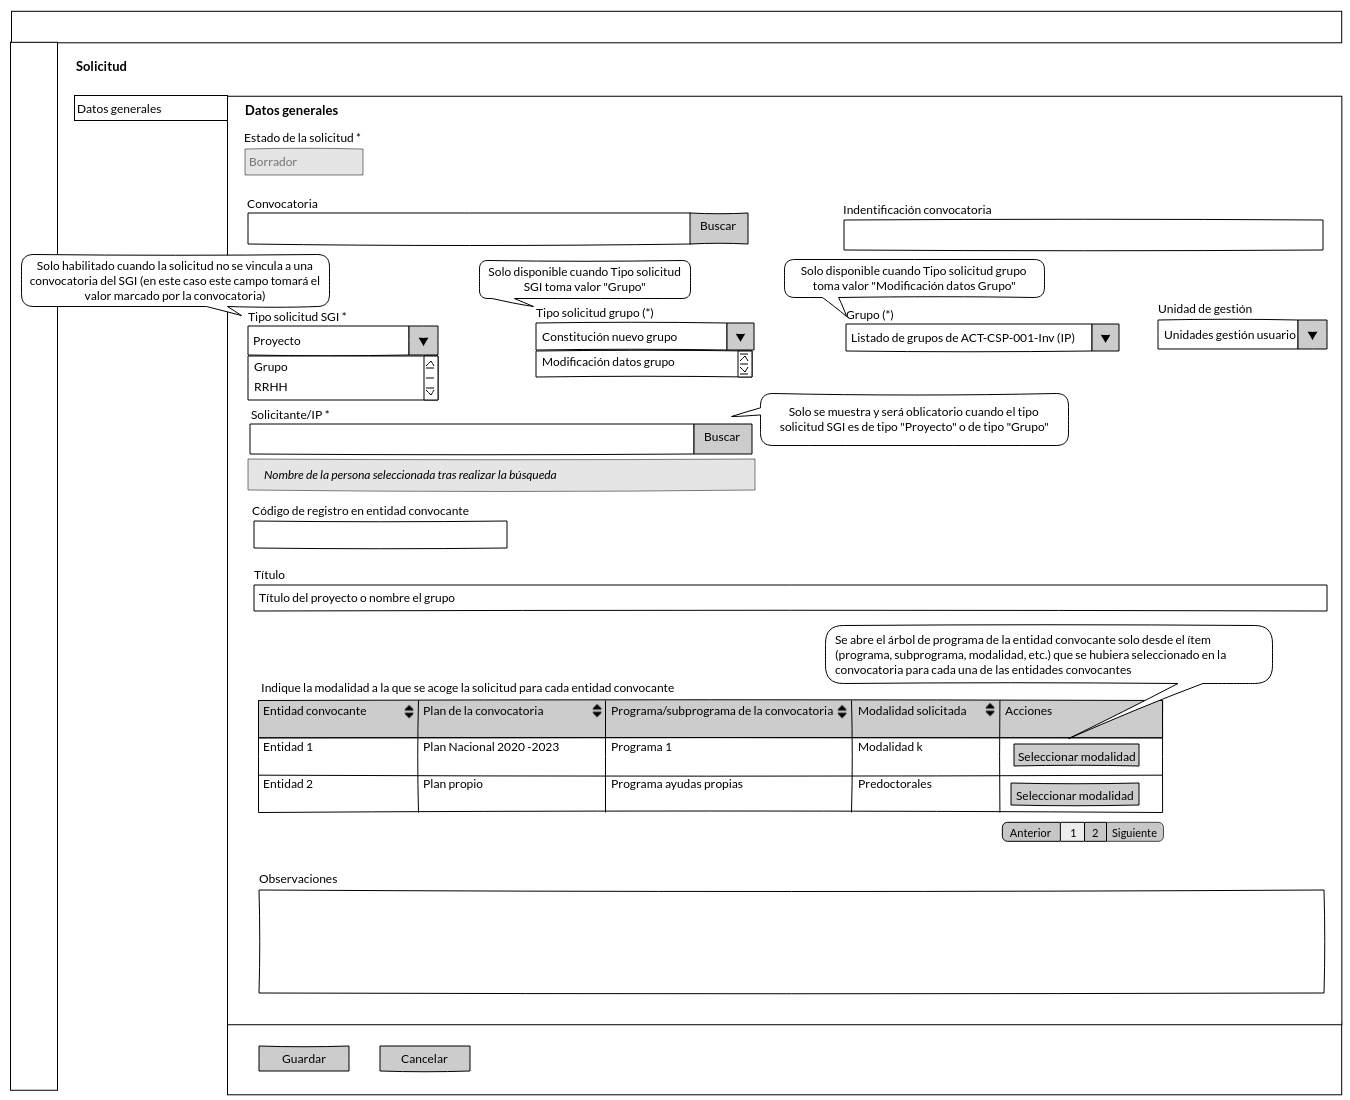 Solicitud
Datos generales
Datos generales
Estado de la solicitud *
Borrador
Convocatoria
Buscar
Indentificación convocatoria
Solo habilitado cuando la solicitud no se vincula a una
convocatoria del SGI (en este caso este campo tomará el
valor marcado por la convocatoria)
Solo disponible cuando Tipo solicitud
SGI toma valor "Grupo"
Solo disponible cuando Tipo solicitud grupo
toma valor "Modificación datos Grupo"
Tipo solicitud SGI *
Proyecto
Grupo
RRHH
Tipo solicitud grupo (*)
Constitución nuevo grupo
Modificación datos grupo
Grupo (*)
Listado de grupos de ACT-CSP-001-Inv (IP)
Unidad de gestión
Unidades gestión usuario
Solicitante/IP *
Buscar
Solo se muestra y será oblicatorio cuando el tipo
solicitud SGI es de tipo "Proyecto" o de tipo "Grupo"
Nombre de la persona seleccionada tras realizar la búsqueda
Código de registro en entidad convocante
Título
Título del proyecto o nombre el grupo
Se abre el árbol de programa de la entidad convocante solo desde el ítem
(programa, subprograma, modalidad, etc.) que se hubiera seleccionado en la
convocatoria para cada una de las entidades convocantes
Indique la modalidad a la que se acoge la solicitud para cada entidad convocante
Entidad convocante Plan de la convocatoria Programa/subprograma de la convocatoria Modalidad solicitada Acciones
Entidad 1 Plan Nacional 2020 -2023 Programa 1 Modalidad k Seleccionar modalidad
Entidad 2 Plan propio Programa ayudas propias Predoctorales Seleccionar modalidad
Anterior 1 2 Siguiente
Observaciones
Guardar Cancelar